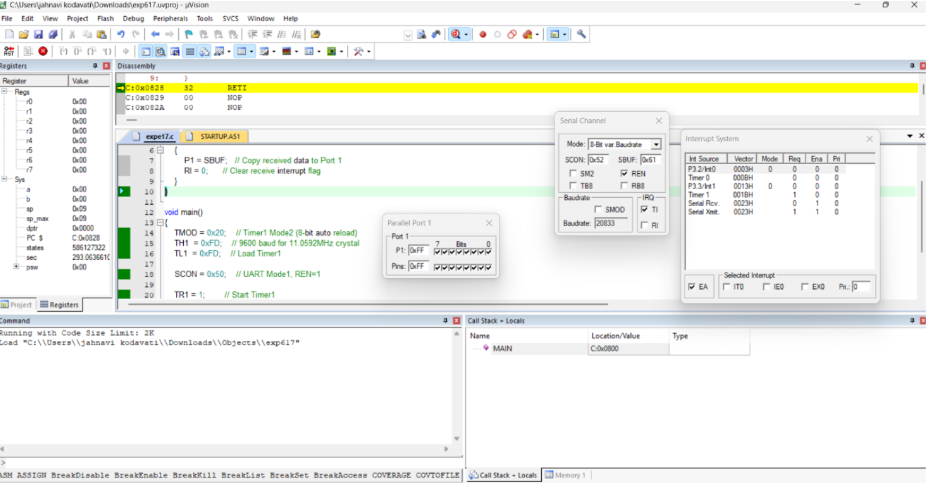 C:\Users\jahnavi kodavati\Downloads\exp617.uvproj - µVision
File Edit View Project Flash Debug Peripherals Tools SVCS Window Help
Registers
Register Value
Regs
r0 0x00
r1 0x00
r2 0x00
r3 0x00
r4 0x00
r5 0x00
r6 0x00
r7 0x00
Sys
a 0x00
b 0x00
sp 0x09
sp_max 0x09
dptr 0x0000
PC $ C:0x0828
states 586127322
sec 293.063661(
psw 0x00
Project Registers
Disassembly
9: }
C:0x0828 32 RETI
C:0x0829 00 NOP
C:0x082A 00 NOP
expe17.c STARTUP.A51
6 {
7 P1 = SBUF; // Copy received data to Port 1
8 RI = 0; // Clear receive interrupt flag
9 }
10 }
11
12 void main()
13 {
14 TMOD = 0x20; // Timer1 Mode2 (8-bit auto reload)
15 TH1 = 0xFD; // 9600 baud for 11.0592MHz crystal
16 TL1 = 0xFD; // Load Timer1
17
18 SCON = 0x50; // UART Mode1, REN=1
19
20 TR1 = 1; // Start Timer1
Parallel Port 1
Port 1
7 Bits 0
P1: 0xFF
Pins: 0xFF
Serial Channel
Mode: 8-Bit var.Baudrate
SCON: 0x52 SBUF: 0x61
SM2 REN
TB8 RB8
Baudrate IRQ
SMOD TI
Baudrate: 20833 RI
Interrupt System
Int Source Vector Mode Req Ena Pri
P3.2/Int0 0003H 0 0 0 0
Timer 0 000BH 0 0 0
P3.3/Int1 0013H 0 0 0 0
Timer 1 001BH 1 0 0
Serial Rcv. 0023H 0 1 0
Serial Xmit. 0023H 1 1 0
Selected Interrupt
EA IT0 IE0 EX0 Pri.: 0
Command
Running with Code Size Limit: 2K
Load "C:\\Users\\jahnavi kodavati\\Downloads\\Objects\\exp617"
>
ASM ASSIGN BreakDisable BreakEnable BreakKill BreakList BreakSet BreakAccess COVERAGE COVTOFILE
Call Stack + Locals
Name Location/Value Type
MAIN C:0x0800
Call Stack + Locals Memory 1